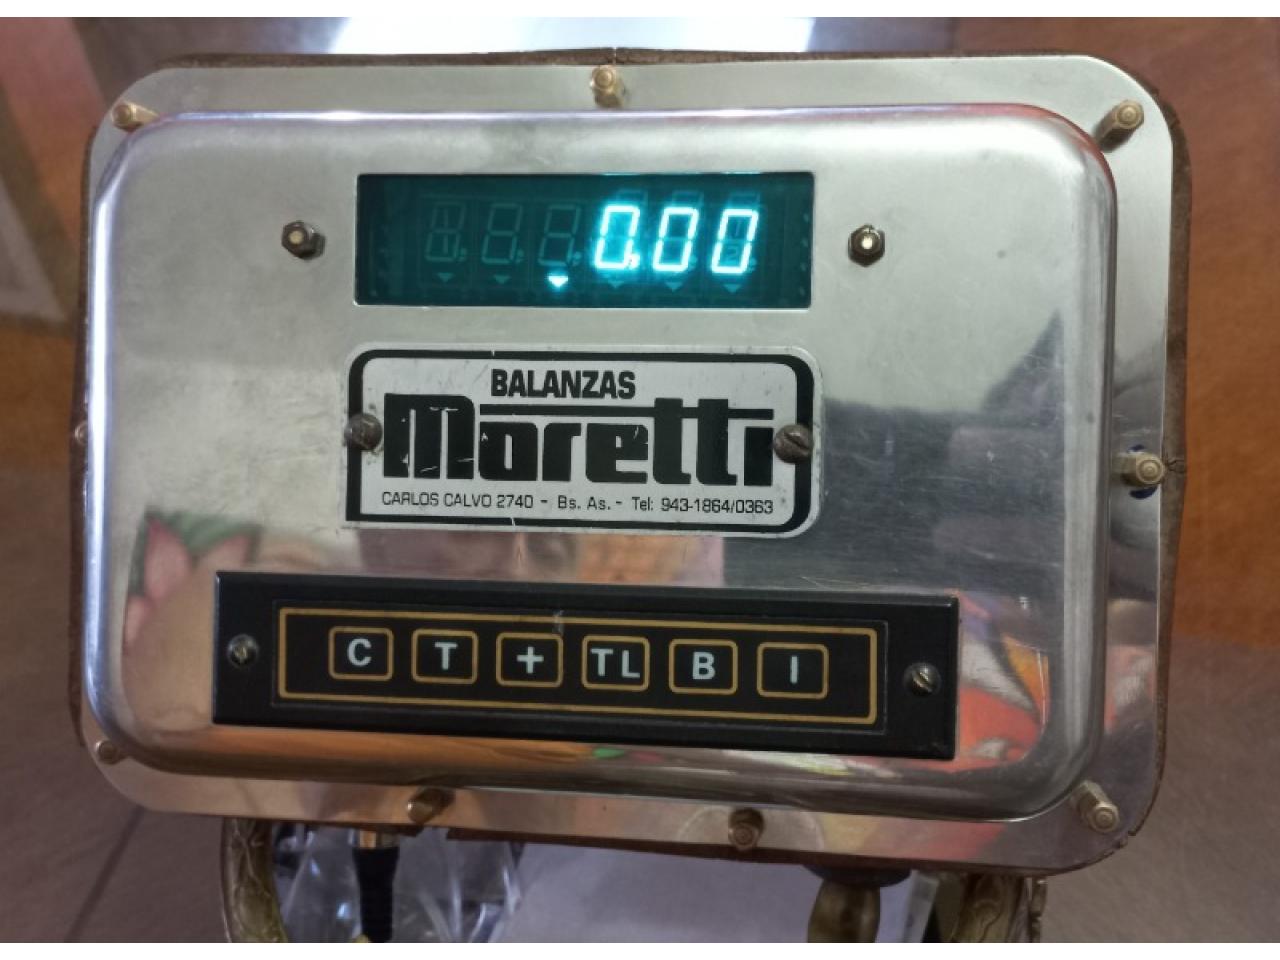 0.00
BALANZAS
Moretti
CARLOS CALVO 2740 - Bs. As. - Tel: 943-1864/0363
C T + TL B I